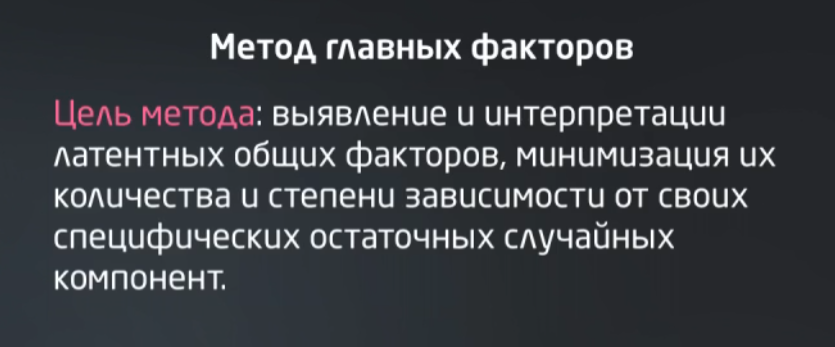 Метод главных факторов
Цель метода: выявление и интерпретации
латентных общих факторов, минимизация их
количества и степени зависимости от своих
специфических остаточных случайных
компонент.